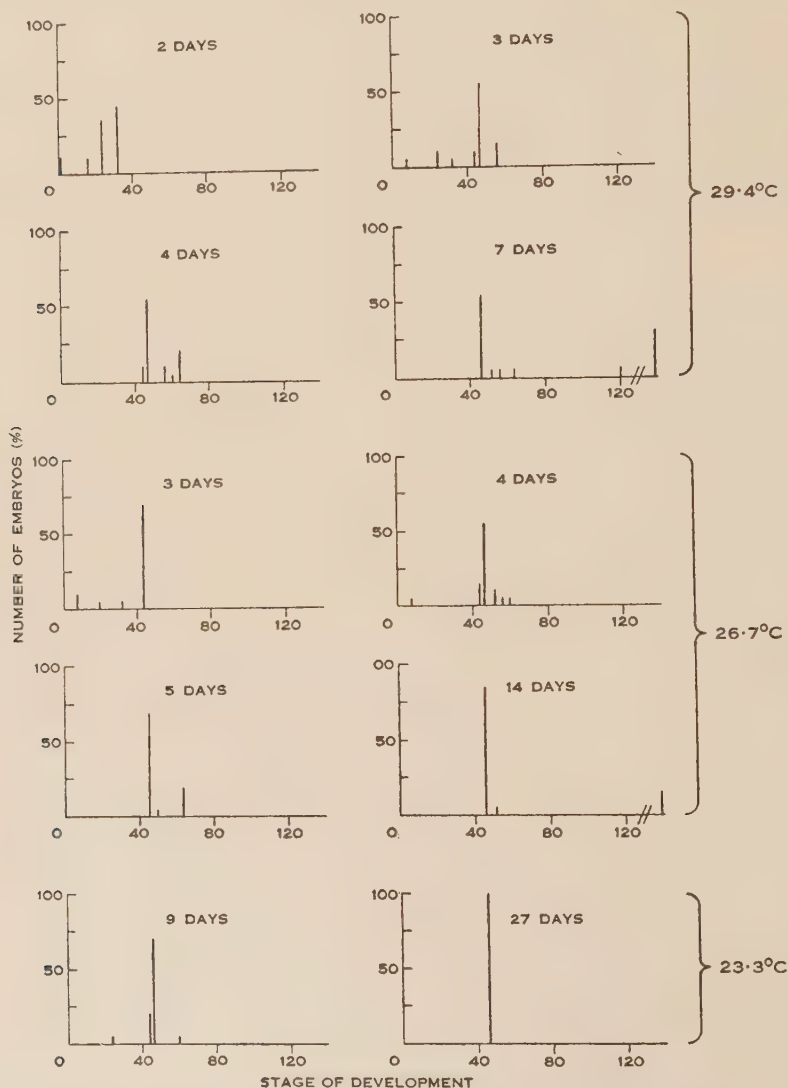 2 DAYS
100
50
0 40 80 120
3 DAYS
100
50
0 40 80 120
29·4°C
4 DAYS
100
50
0 40 80 120
7 DAYS
100
50
0 40 80 120
NUMBER OF EMBRYOS (%)
3 DAYS
100
50
0 40 80 120
4 DAYS
100
50
0 40 80 120
26·7°C
5 DAYS
100
50
0 40 80 120
14 DAYS
00
50
0 40 80 120
9 DAYS
100
50
0 40 80 120
27 DAYS
100
50
0 40 80 120
23·3°C
STAGE OF DEVELOPMENT